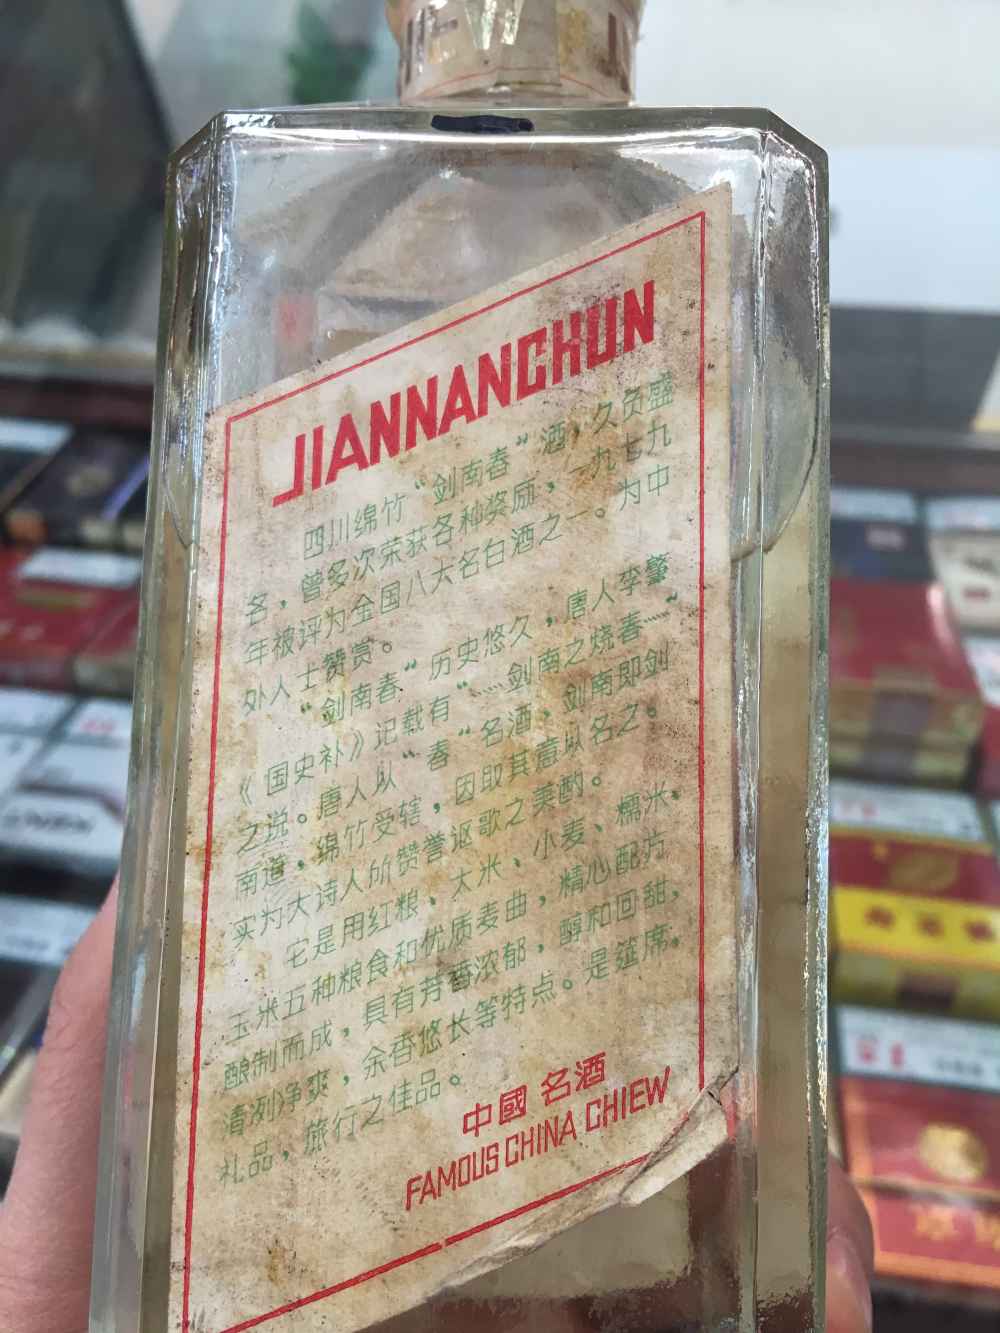 JIANNANCHUN
四川绵竹“剑南春”酒，久负盛
名，曾多次荣获各种奖励，一九七九
年被评为全国八大名白酒之一。为中
外人士赞赏。
“剑南春”历史悠久，唐人李肇
《国史补》记载有“……剑南之烧春……”
之说。唐人以“春”名酒，剑南即剑
南道，绵竹受辖，因取其意以名之。
实为大诗人所赞誉讴歌之美酌。
它是用红粮、大米、小麦、糯米、
玉米五种粮食和优质麦曲，精心配方
酿制而成，具有芳香浓郁，醇和回甜，
清洌净爽，余香悠长等特点。是筵席、
礼品，旅行之佳品。
中國名酒
FAMOUS CHINA CHIEW